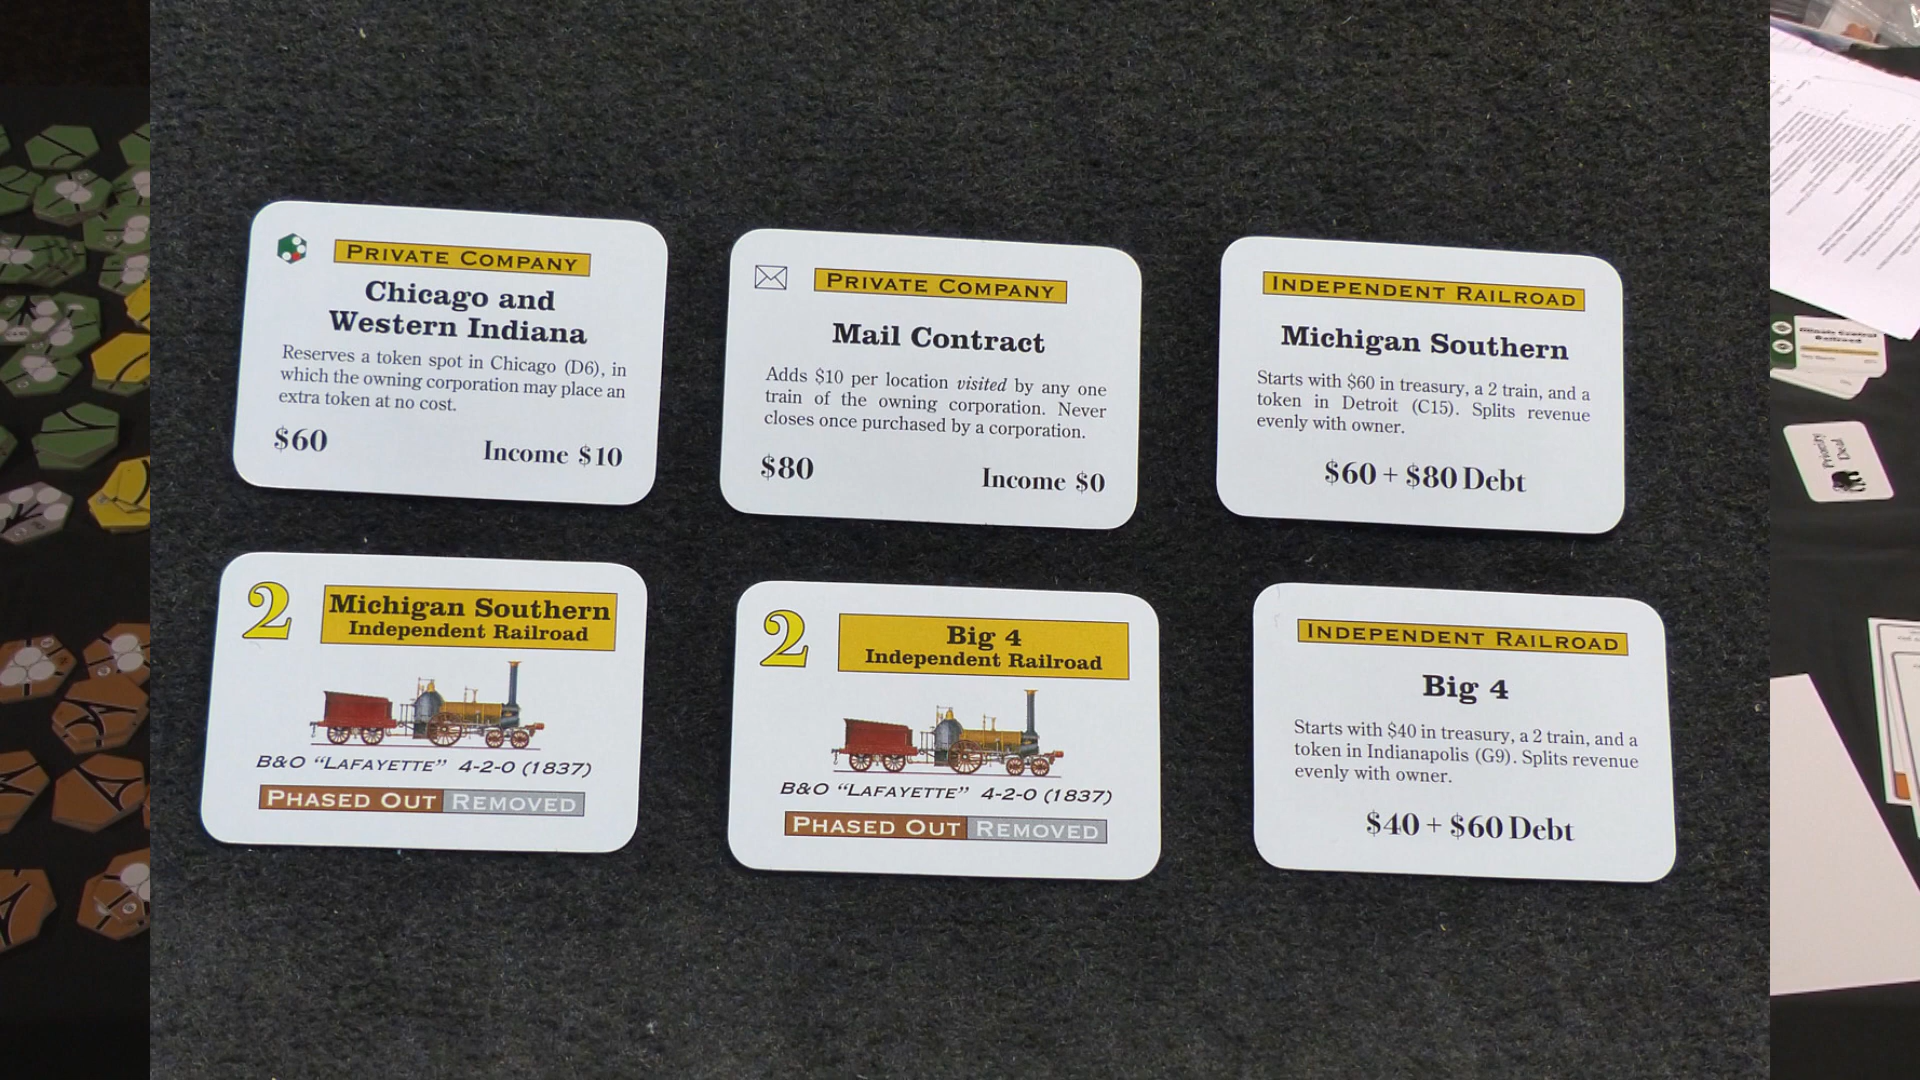 PRIVATE COMPANY
Chicago and
Western Indiana
Reserves a token spot in Chicago (D6), in
which the owning corporation may place an
extra token at no cost.
$60 Income $10
PRIVATE COMPANY
Mail Contract
Adds $10 per location visited by any one
train of the owning corporation. Never
closes once purchased by a corporation.
$80 Income $0
INDEPENDENT RAILROAD
Michigan Southern
Starts with $60 in treasury, a 2 train, and a
token in Detroit (C15). Splits revenue
evenly with owner.
$60 + $80 Debt
2
Michigan Southern
Independent Railroad
B&O “LAFAYETTE” 4-2-0 (1837)
PHASED OUT REMOVED
2
Big 4
Independent Railroad
B&O “LAFAYETTE” 4-2-0 (1837)
PHASED OUT REMOVED
INDEPENDENT RAILROAD
Big 4
Starts with $40 in treasury, a 2 train, and a
token in Indianapolis (G9). Splits revenue
evenly with owner.
$40 + $60 Debt
Illinois Central
Railroad
Priority
Deal